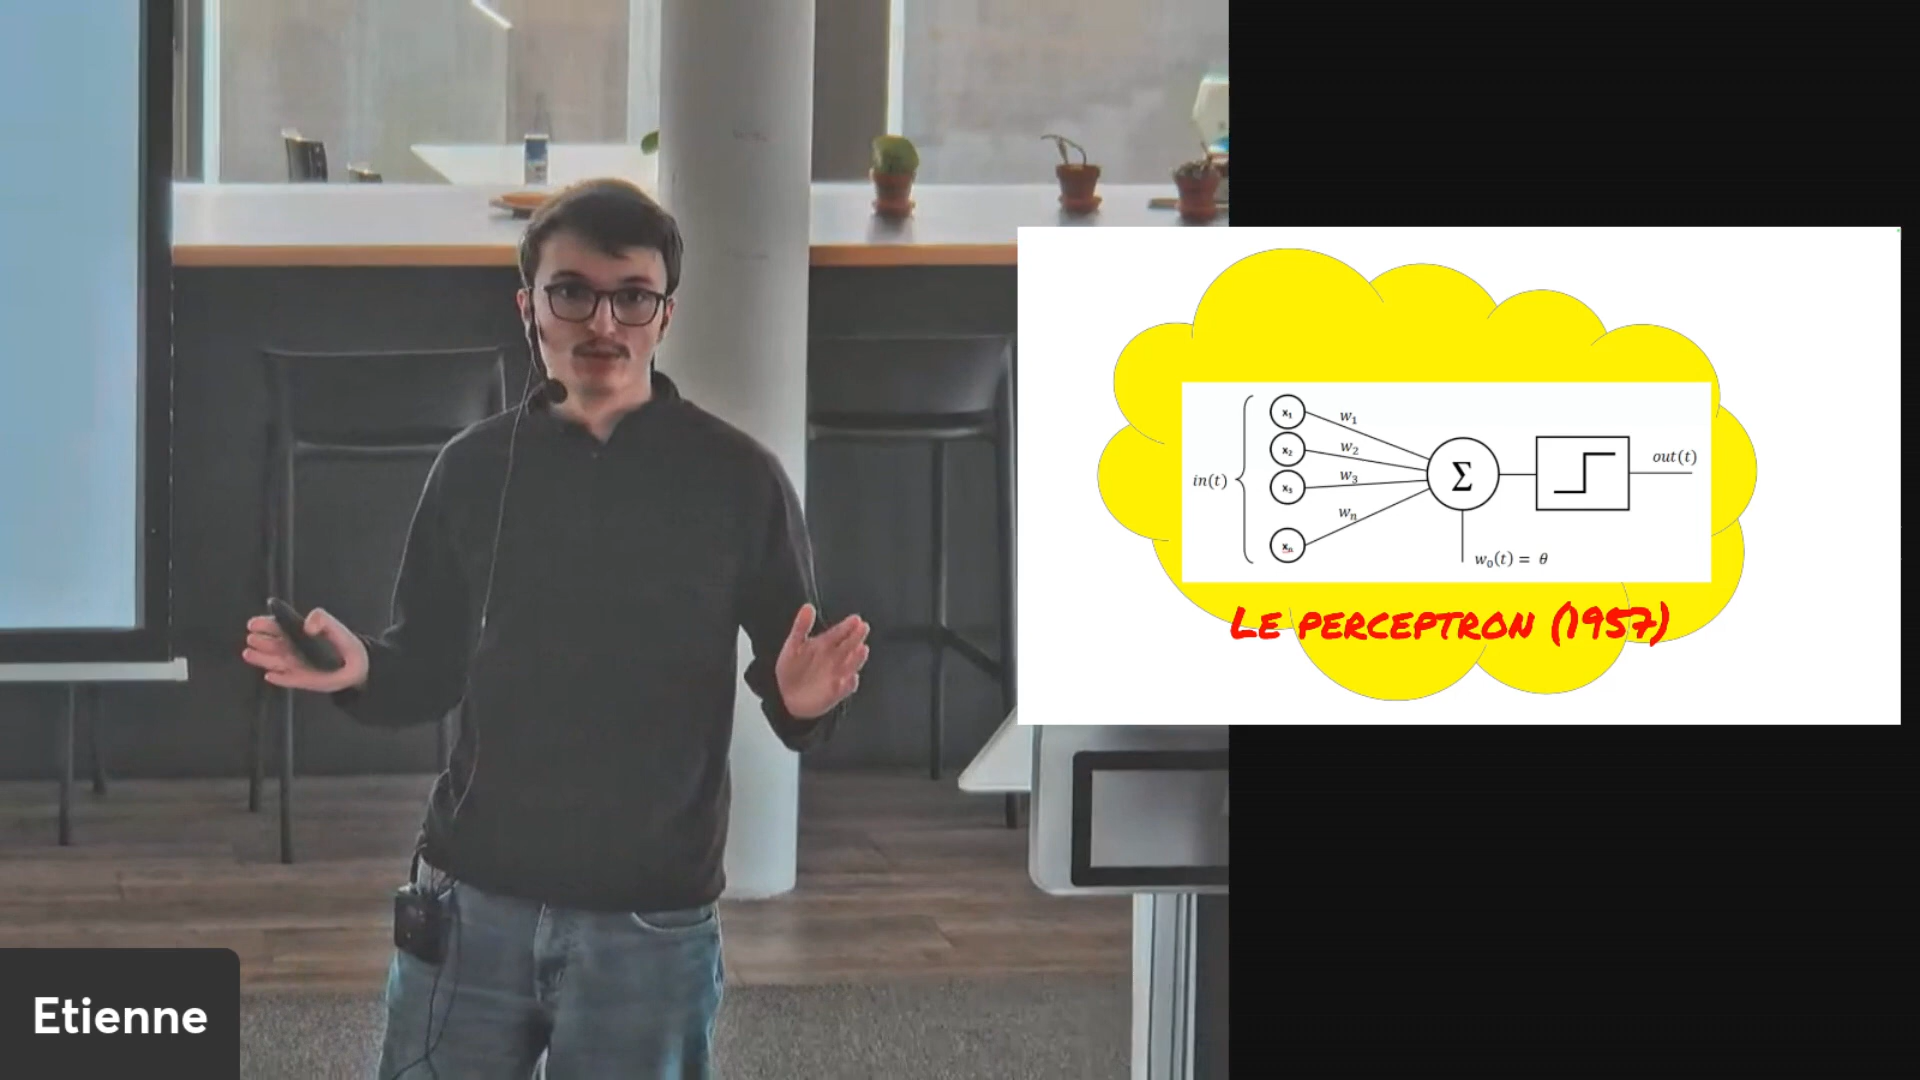 x₁
w₁
x₂
w₂
x₃
w₃
in(t)
Σ
out(t)
wₙ
xₙ
w₀(t) = θ
Le perceptron (1957)
Etienne